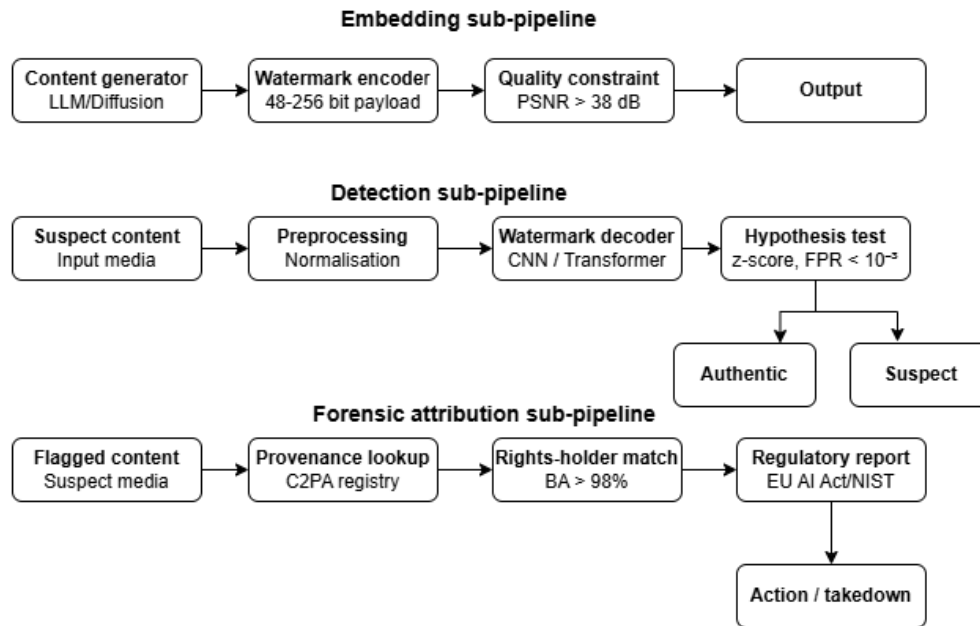 Embedding sub-pipeline
Content generator
LLM/Diffusion
Watermark encoder
48-256 bit payload
Quality constraint
PSNR > 38 dB
Output
Detection sub-pipeline
Suspect content
Input media
Preprocessing
Normalisation
Watermark decoder
CNN / Transformer
Hypothesis test
z-score, FPR < 10⁻³
Authentic
Suspect
Forensic attribution sub-pipeline
Flagged content
Suspect media
Provenance lookup
C2PA registry
Rights-holder match
BA > 98%
Regulatory report
EU AI Act/NIST
Action / takedown